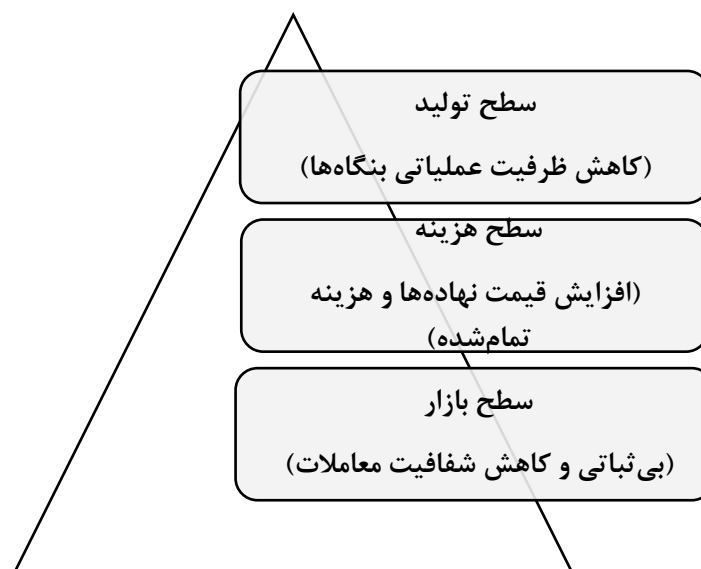 سطح تولید
(کاهش ظرفیت عملیاتی بنگاه‌ها)
سطح هزینه
(افزایش قیمت نهاده‌ها و هزینه
تمام‌شده)
سطح بازار
(بی‌ثباتی و کاهش شفافیت معاملات)